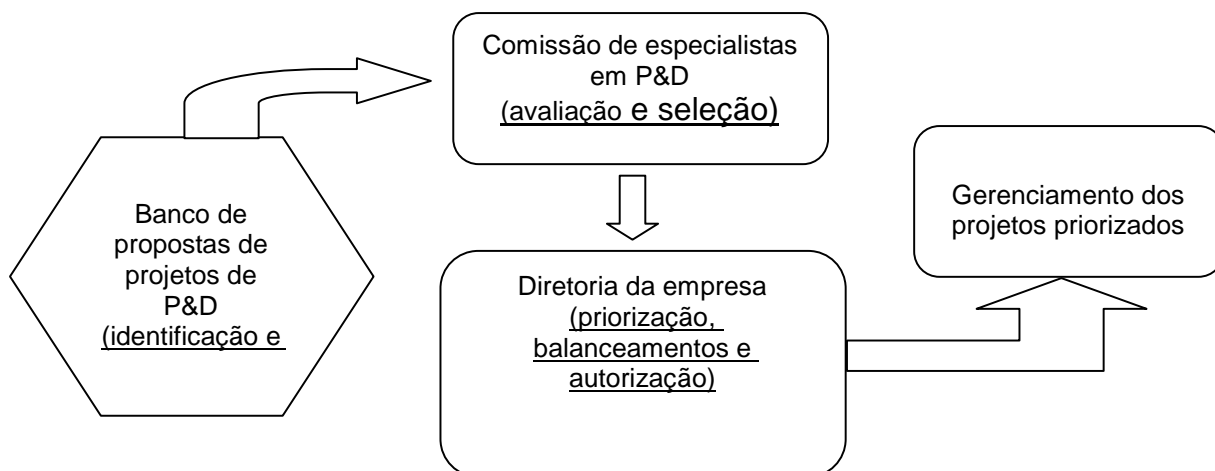 Comissão de especialistas
em P&D
(avaliação e seleção)
Banco de
propostas de
projetos de
P&D
(identificação e
Diretoria da empresa
(priorização,
balanceamentos e
autorização)
Gerenciamento dos
projetos priorizados